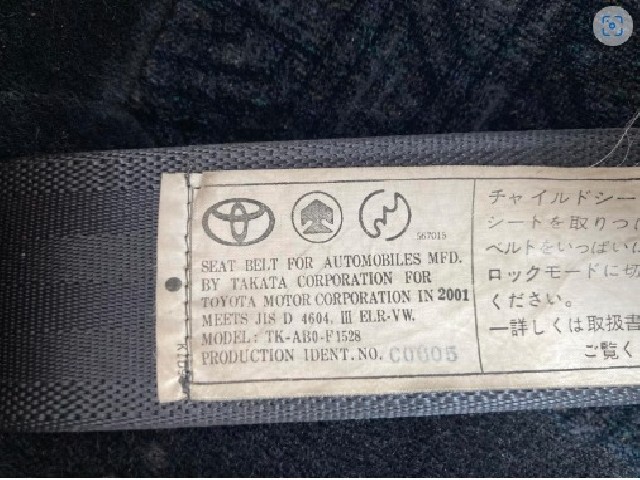 567018
SEAT BELT FOR AUTOMOBILES MFD.
BY TAKATA CORPORATION FOR
TOYOTA MOTOR CORPORATION IN 2001
MEETS JIS D 4604, III ELR-VW.
MODEL: TK-AB0-F1528
PRODUCTION IDENT.NO. C0005
チャイルドシー
シートを取りつけ
ベルトをいっぱいに
ロックモードに切
ください。
―詳しくは取扱書
ご覧く